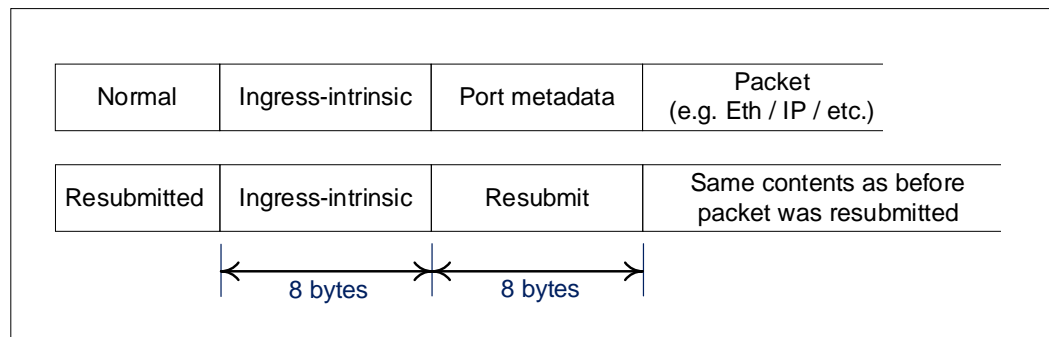 Normal
Ingress-intrinsic
Port metadata
Packet
(e.g. Eth / IP / etc.)
Resubmitted
Ingress-intrinsic
Resubmit
Same contents as before
packet was resubmitted
8 bytes
8 bytes